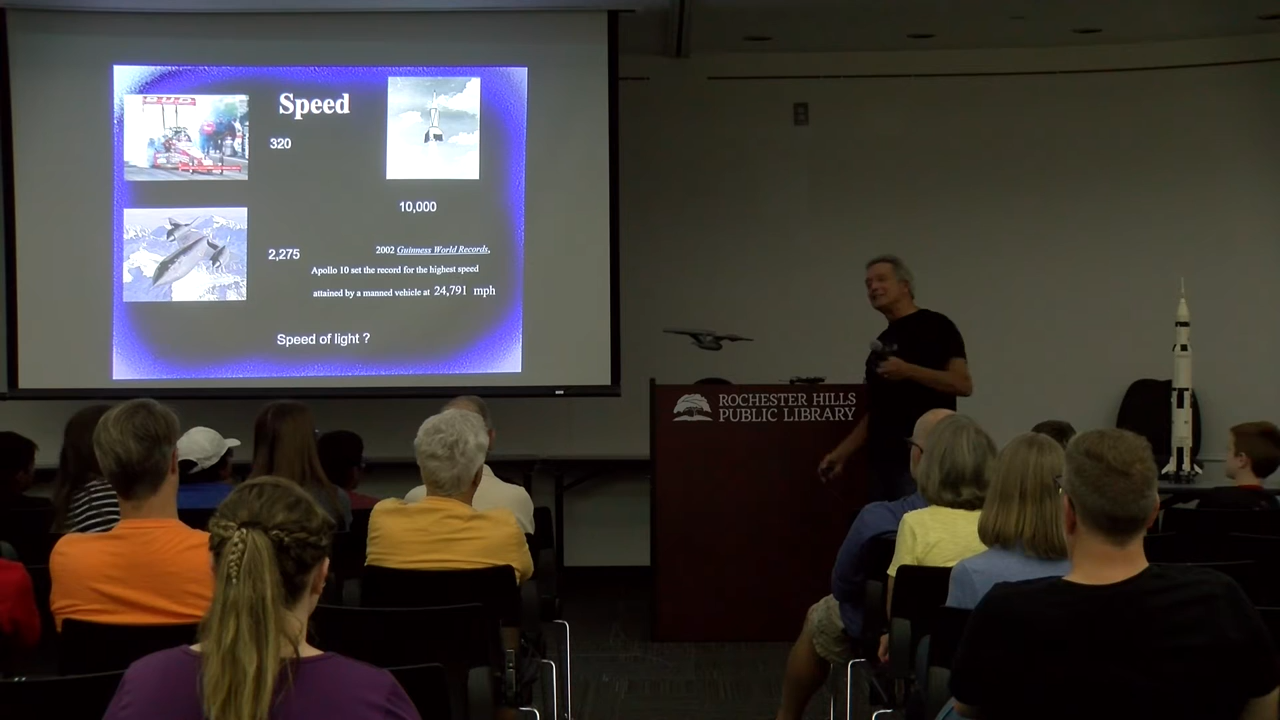 Speed
320
10,000
2,275
2002 Guinness World Records,
Apollo 10 set the record for the highest speed
attained by a manned vehicle at 24,791 mph
Speed of light ?
ROCHESTER HILLS
PUBLIC LIBRARY